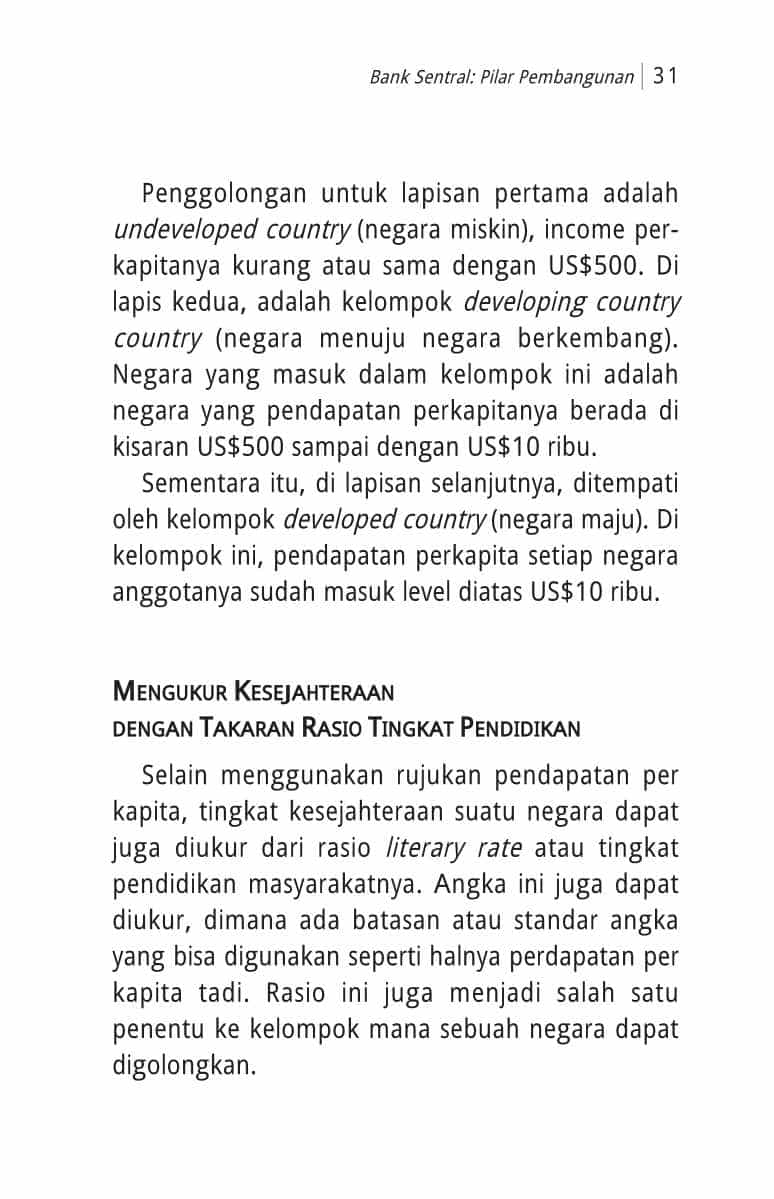 Bank Sentral: Pilar Pembangunan | 31
Penggolongan untuk lapisan pertama adalah
undeveloped country (negara miskin), income per-
kapitanya kurang atau sama dengan US$500. Di
lapis kedua, adalah kelompok developing country
country (negara menuju negara berkembang).
Negara yang masuk dalam kelompok ini adalah
negara yang pendapatan perkapitanya berada di
kisaran US$500 sampai dengan US$10 ribu.
Sementara itu, di lapisan selanjutnya, ditempati
oleh kelompok developed country (negara maju). Di
kelompok ini, pendapatan perkapita setiap negara
anggotanya sudah masuk level diatas US$10 ribu.
MENGUKUR KESEJAHTERAAN
DENGAN TAKARAN RASIO TINGKAT PENDIDIKAN
Selain menggunakan rujukan pendapatan per
kapita, tingkat kesejahteraan suatu negara dapat
juga diukur dari rasio literary rate atau tingkat
pendidikan masyarakatnya. Angka ini juga dapat
diukur, dimana ada batasan atau standar angka
yang bisa digunakan seperti halnya perdapatan per
kapita tadi. Rasio ini juga menjadi salah satu
penentu ke kelompok mana sebuah negara dapat
digolongkan.